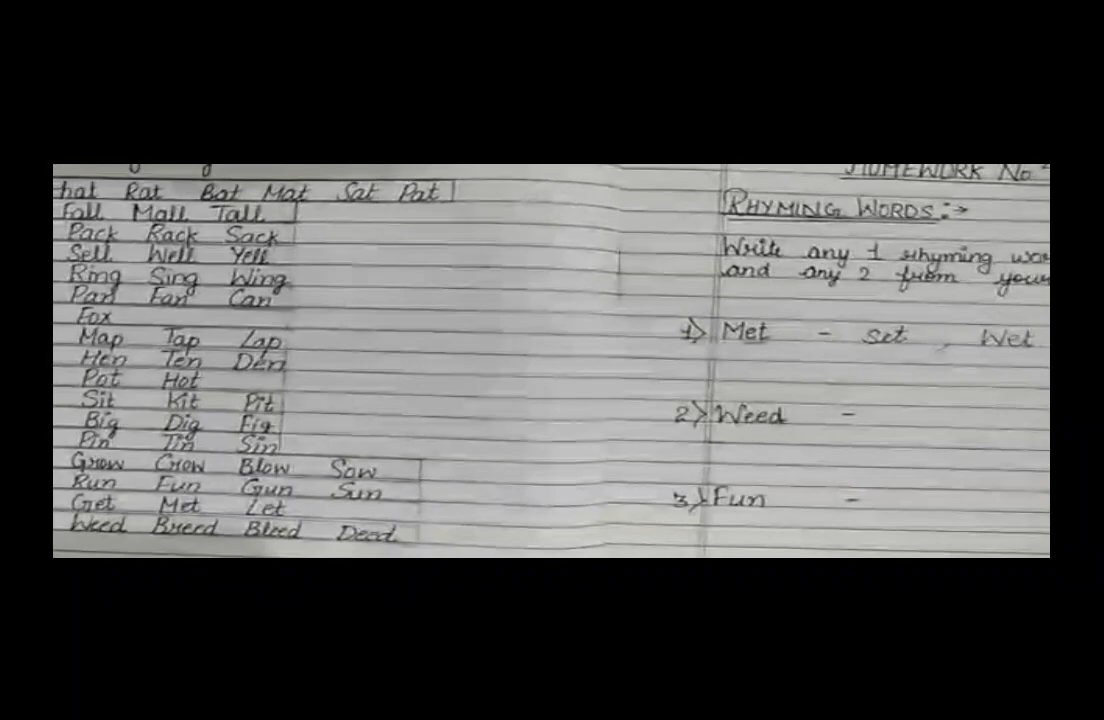 hat Rat Bat Mat Sat Pat
Fall Mall Tall
Pack Rack Sack
Sell Well Yell
Ring Sing Wing
Pan Fan Can
Fox
Map Tap Lap
Hen Ten Den
Pot Hot
Sit Kit Pit
Big Dig Fig
Pin Tin Sin
Grow Crow Blow Sow
Run Fun Gun Sun
Get Met Let
Weed Breed Bleed Deed
HOMEWORK No
RHYMING WORDS:→
Write any 1 rhyming
and any 2 from your
1) Met - set, Wet
2) Weed -
3) Fun -